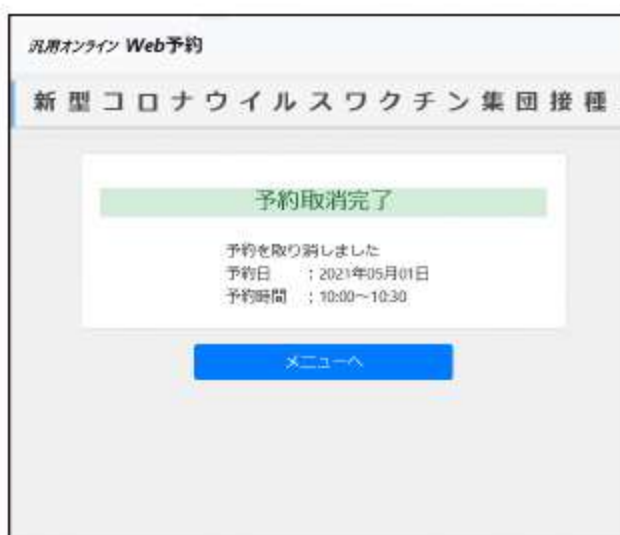 汎用オンライン Web予約
新型コロナウイルスワクチン集団接種
予約取消完了
予約を取り消しました
予約日 : 2021年05月01日
予約時間 : 10:00~10:30
メニューへ